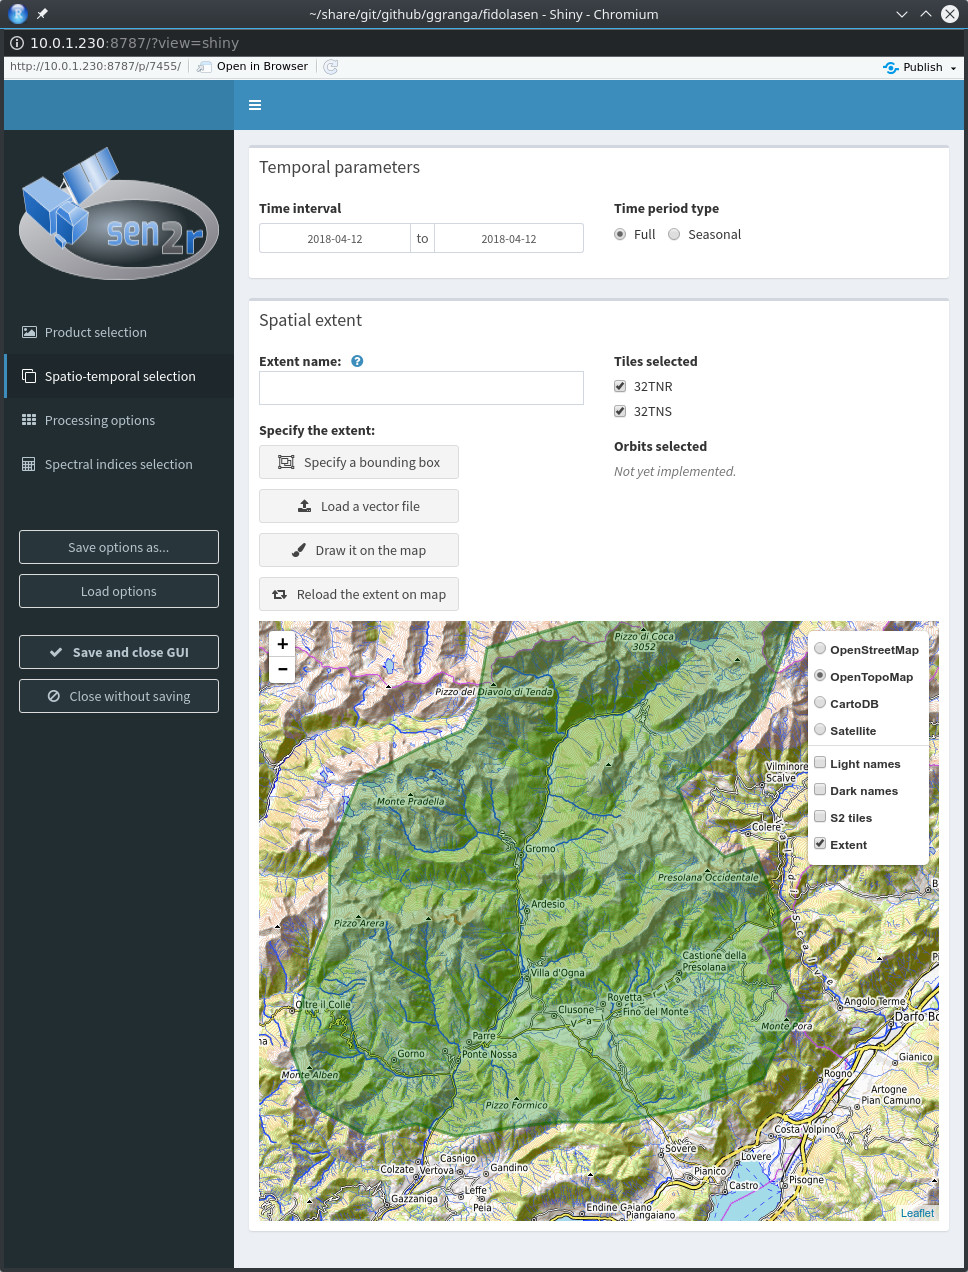 ~/share/git/github/ggranga/fidolasen - Shiny - Chromium
10.0.1.230:8787/?view=shiny
http://10.0.1.230:8787/p/7455/
Open in Browser
Publish
sen2r
Product selection
Spatio-temporal selection
Processing options
Spectral indices selection
Save options as...
Load options
Save and close GUI
Close without saving
Temporal parameters
Time interval
2018-04-12 to 2018-04-12
Time period type
Full Seasonal
Spatial extent
Extent name:
Specify the extent:
Specify a bounding box
Load a vector file
Draw it on the map
Reload the extent on map
Tiles selected
32TNR
32TNS
Orbits selected
Not yet implemented.
+
−
OpenStreetMap
OpenTopoMap
CartoDB
Satellite
Light names
Dark names
S2 tiles
Extent
Pizzo di Coca
3052
Pizzo del Diavolo di Tenda
Vilminore
Scalve
Monte Pradella
Colere
Gromo
Presolana Occidentale
Ardesio
Pizzo Arera
Castione della
Presolana
Villa d'Ogna
Oltre il Colle
Rovetta
Clusone
Fino del Monte
Angolo Terme
Darfo Bo
Monte Pora
Parre
Gorno
Ponte Nossa
Gianico
Monte Alben
Rogno
Artogne
Pian Camuno
Pizzo Formico
Costa Volpino
Sovere
Lovere
Casnigo
Colzate Vertova
Gandino
Pianico
Pisogne
Castro
Leffe
Gazzaniga
Peia
Endine Gaiano
Piangaiano
Leaflet